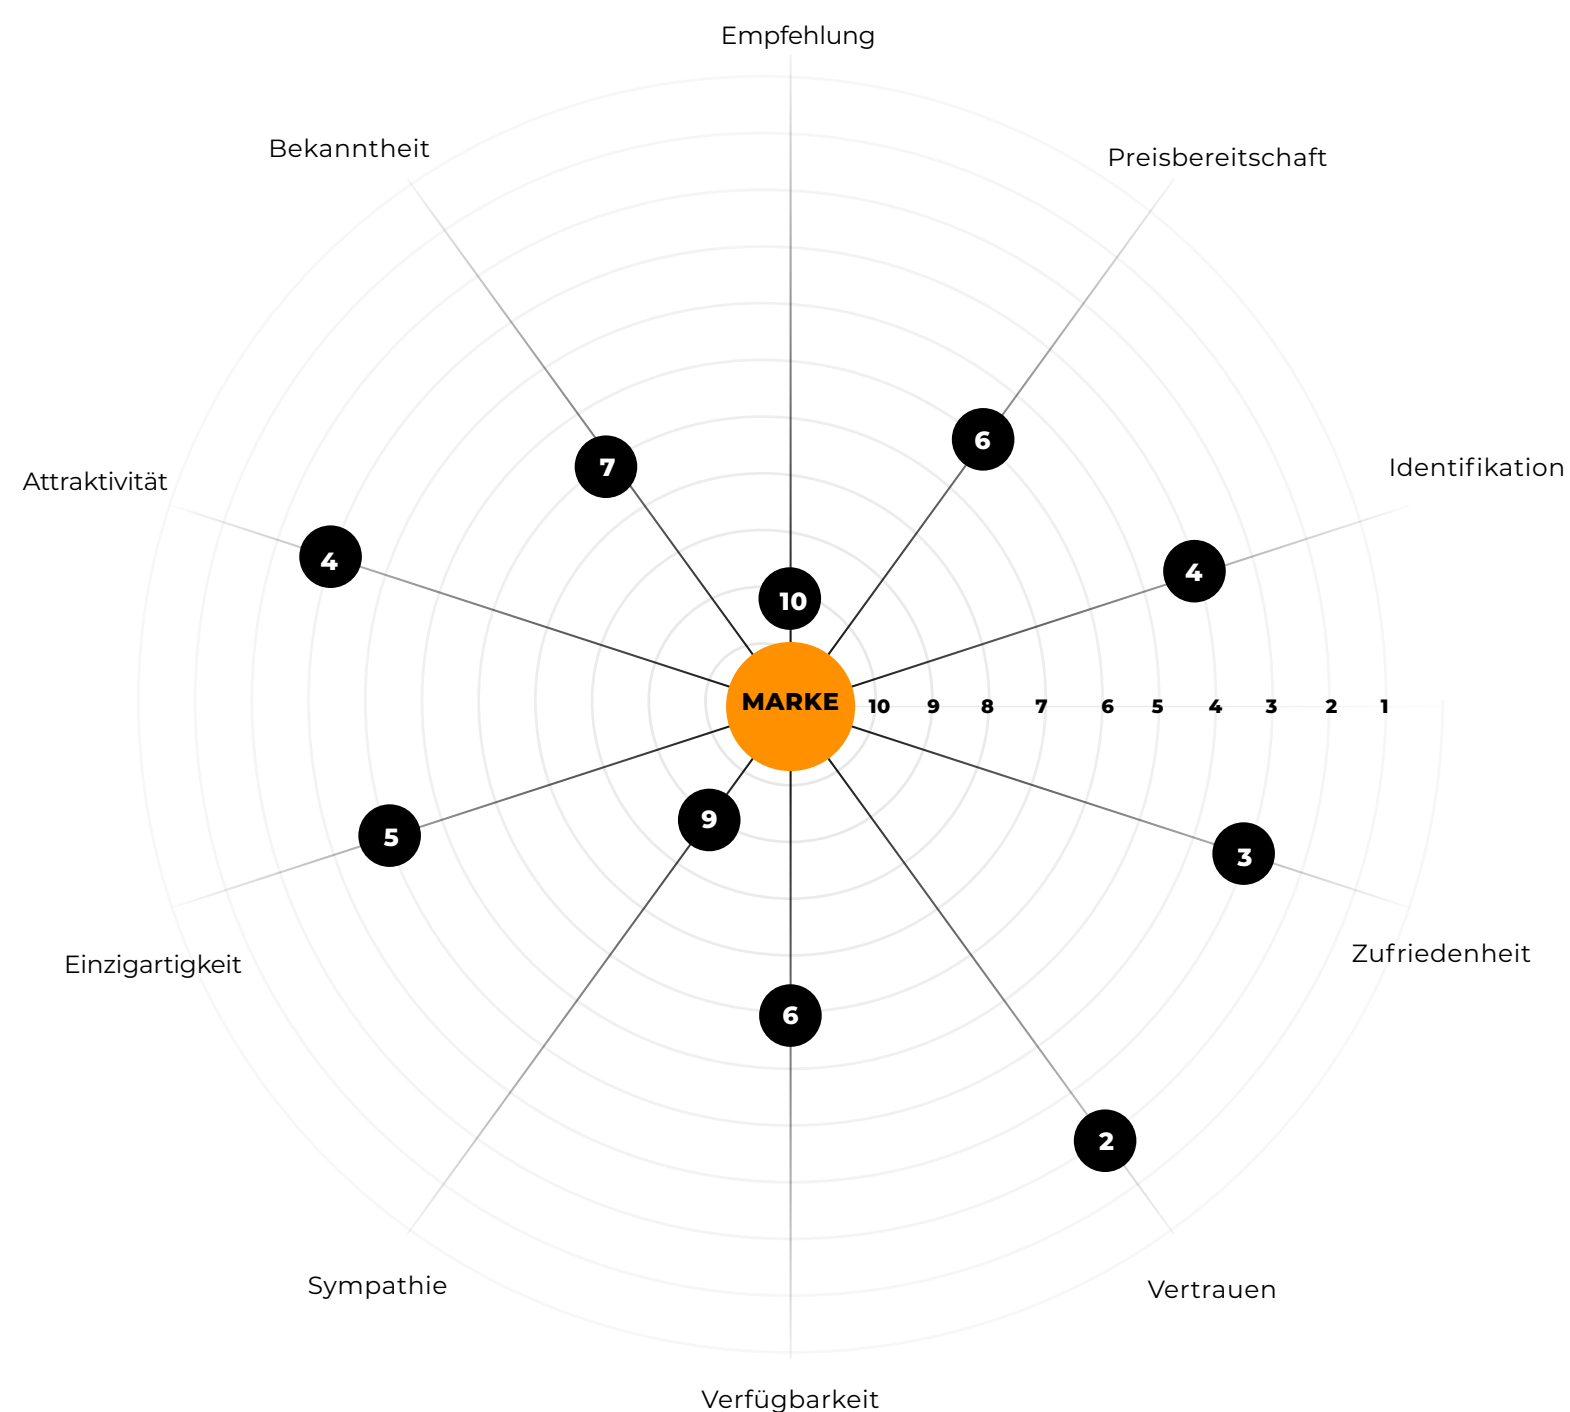 Empfehlung
Bekanntheit
Preisbereitschaft
6
7
Identifikation
Attraktivität
4
4
10
MARKE
10 9 8 7 6 5 4 3 2 1
9
5
3
Zufriedenheit
Einzigartigkeit
6
2
Sympathie
Vertrauen
Verfügbarkeit